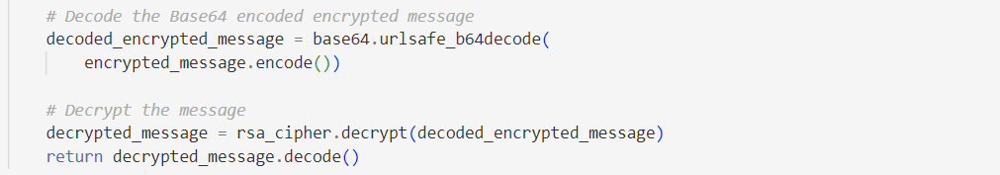 # Decode the Base64 encoded encrypted message
decoded_encrypted_message = base64.urlsafe_b64decode(
    encrypted_message.encode())

# Decrypt the message
decrypted_message = rsa_cipher.decrypt(decoded_encrypted_message)
return decrypted_message.decode()